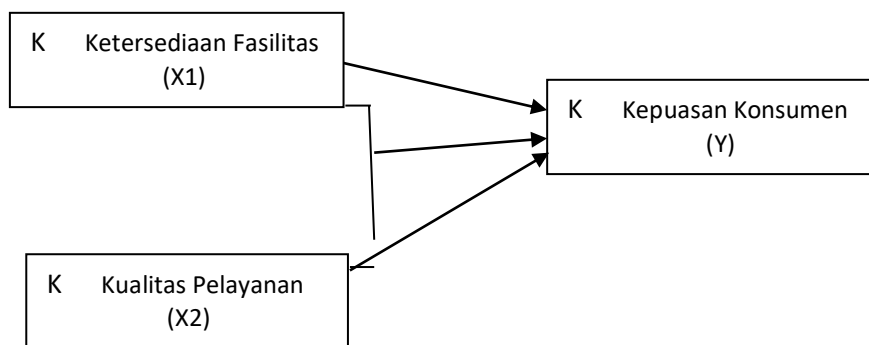 K Ketersediaan Fasilitas
(X1)
K Kepuasan Konsumen
(Y)
K Kualitas Pelayanan
(X2)